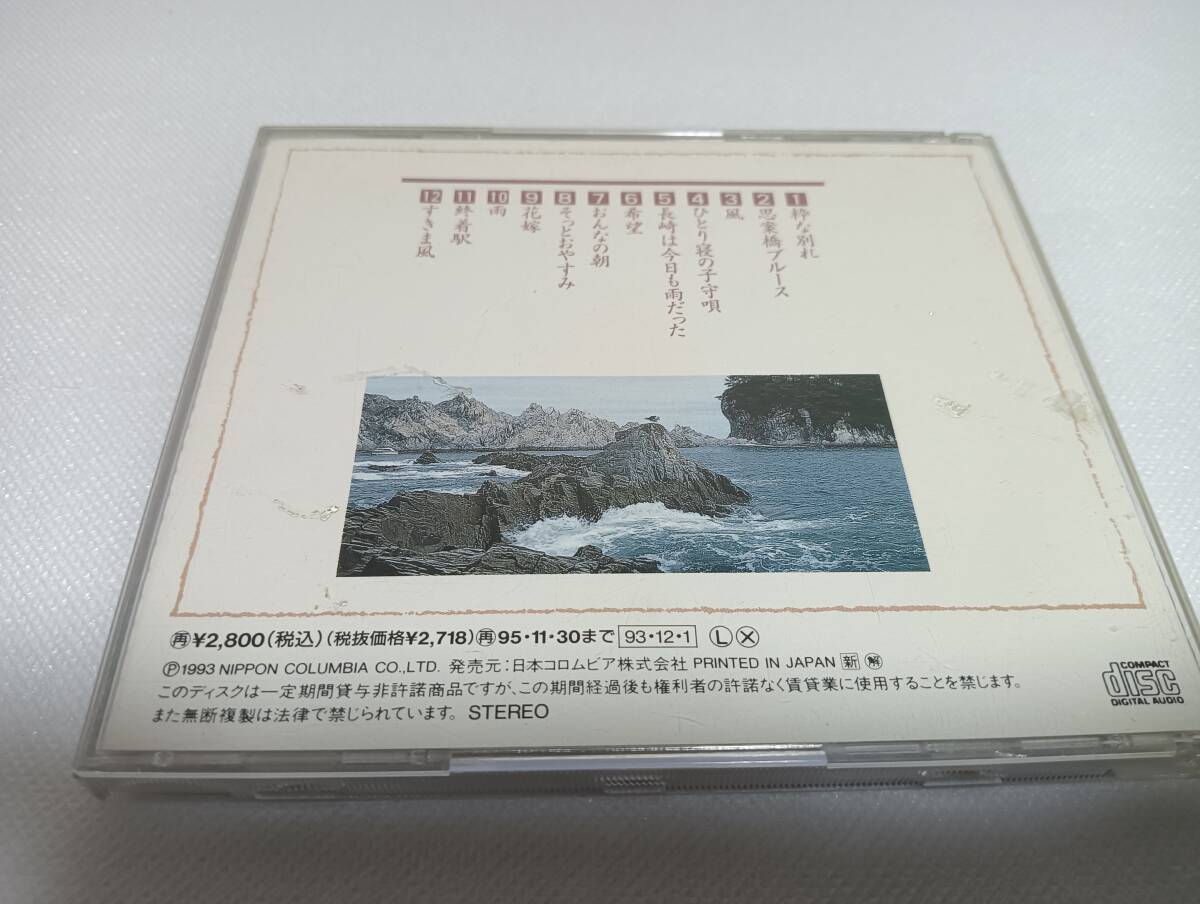 1 粋な別れ
2 思案橋ブルース
3 風
4 ひとり寝の子守唄
5 長崎は今日も雨だった
6 希望
7 おんなの朝
8 そっとおやすみ
9 花嫁
10 雨
11 終着駅
12 すきま風
再¥2,800(税込)(税抜価格¥2,718)再95・11・30まで 93・12・1 L X
Ⓟ1993 NIPPON COLUMBIA CO.,LTD. 発売元:日本コロムビア株式会社 PRINTED IN JAPAN 新 解
このディスクは一定期間貸与非許諾商品ですが、この期間経過後も権利者の許諾なく賃貸業に使用することを禁じます。
また無断複製は法律で禁じられています。 STEREO
COMPACT
disc
DIGITAL AUDIO